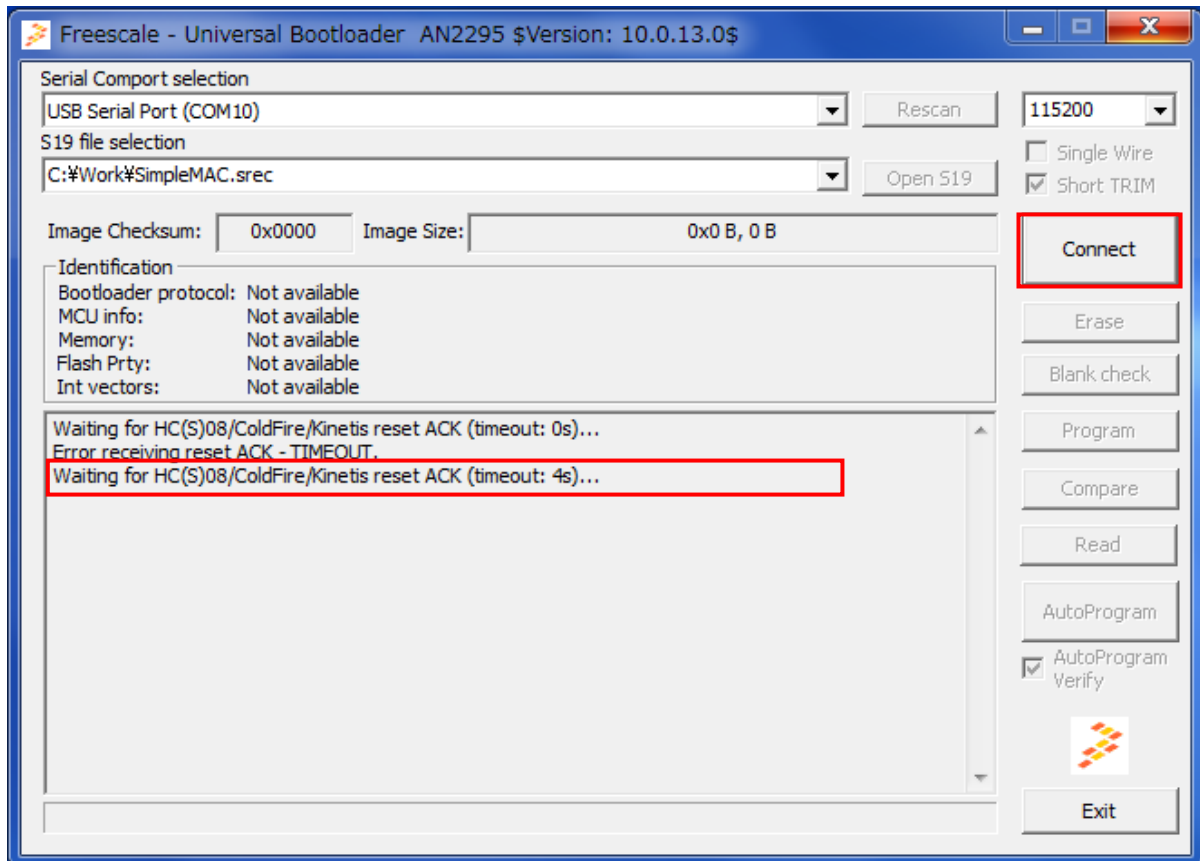 Freescale - Universal Bootloader AN2295 $Version: 10.0.13.0$
Serial Comport selection
USB Serial Port (COM10)
Rescan
115200
S19 file selection
Single Wire
C:¥Work¥SimpleMAC.srec
Open S19
Short TRIM
Image Checksum: 0x0000 Image Size: 0x0 B, 0 B
Connect
Identification
Bootloader protocol: Not available
MCU info: Not available
Memory: Not available
Flash Prty: Not available
Int vectors: Not available
Erase
Blank check
Waiting for HC(S)08/ColdFire/Kinetis reset ACK (timeout: 0s)...
Error receiving reset ACK - TIMEOUT.
Waiting for HC(S)08/ColdFire/Kinetis reset ACK (timeout: 4s)...
Program
Compare
Read
AutoProgram
AutoProgram
Verify
Exit